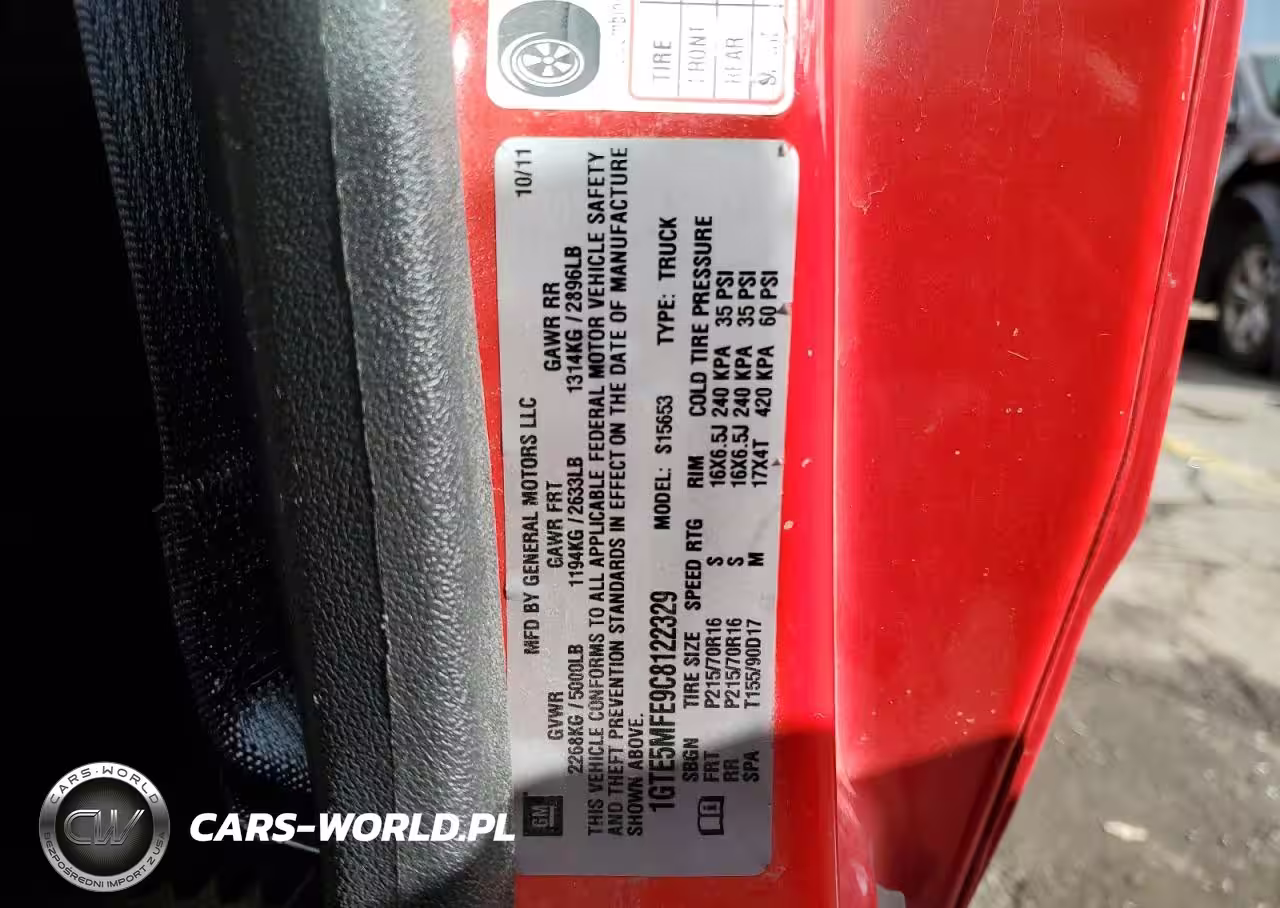 TIRE
FRONT
REAR
MFD BY GENERAL MOTORS LLC 10/11
GVWR GAWR FRT GAWR RR
2268KG / 5000LB 1194KG / 2633LB 1314KG / 2896LB
THIS VEHICLE CONFORMS TO ALL APPLICABLE FEDERAL MOTOR VEHICLE SAFETY
AND THEFT PREVENTION STANDARDS IN EFFECT ON THE DATE OF MANUFACTURE
SHOWN ABOVE.
GM
1GTE5MFE9C8122329 MODEL: S15653 TYPE: TRUCK
SBGN TIRE SIZE SPEED RTG RIM COLD TIRE PRESSURE
FRT P215/70R16 S 16X6.5J 240 KPA 35 PSI
RR P215/70R16 S 16X6.5J 240 KPA 35 PSI
SPA T155/90D17 M 17X4T 420 KPA 60 PSI
CARS-WORLD
CW
BEZPOŚREDNI IMPORT Z USA
CARS-WORLD.PL